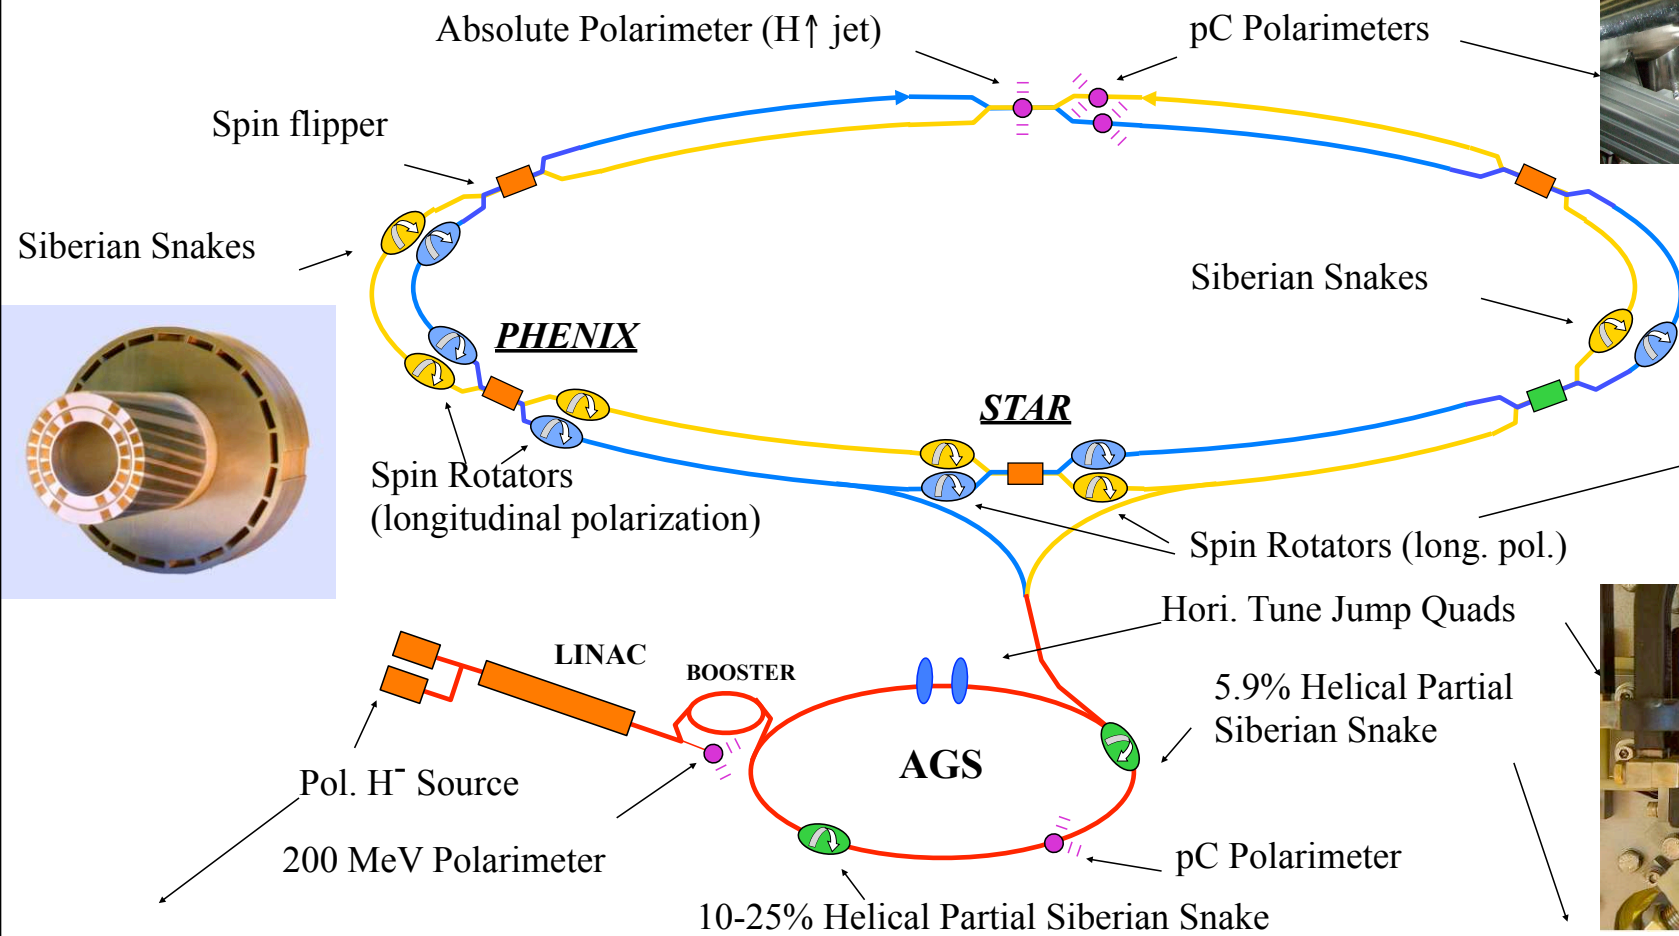 Absolute Polarimeter (H↑ jet)
pC Polarimeters
Spin flipper
Siberian Snakes
Siberian Snakes
PHENIX
STAR
Spin Rotators
(longitudinal polarization)
Spin Rotators (long. pol.)
Hori. Tune Jump Quads
LINAC
BOOSTER
5.9% Helical Partial
Siberian Snake
AGS
Pol. H⁻ Source
200 MeV Polarimeter
pC Polarimeter
10-25% Helical Partial Siberian Snake